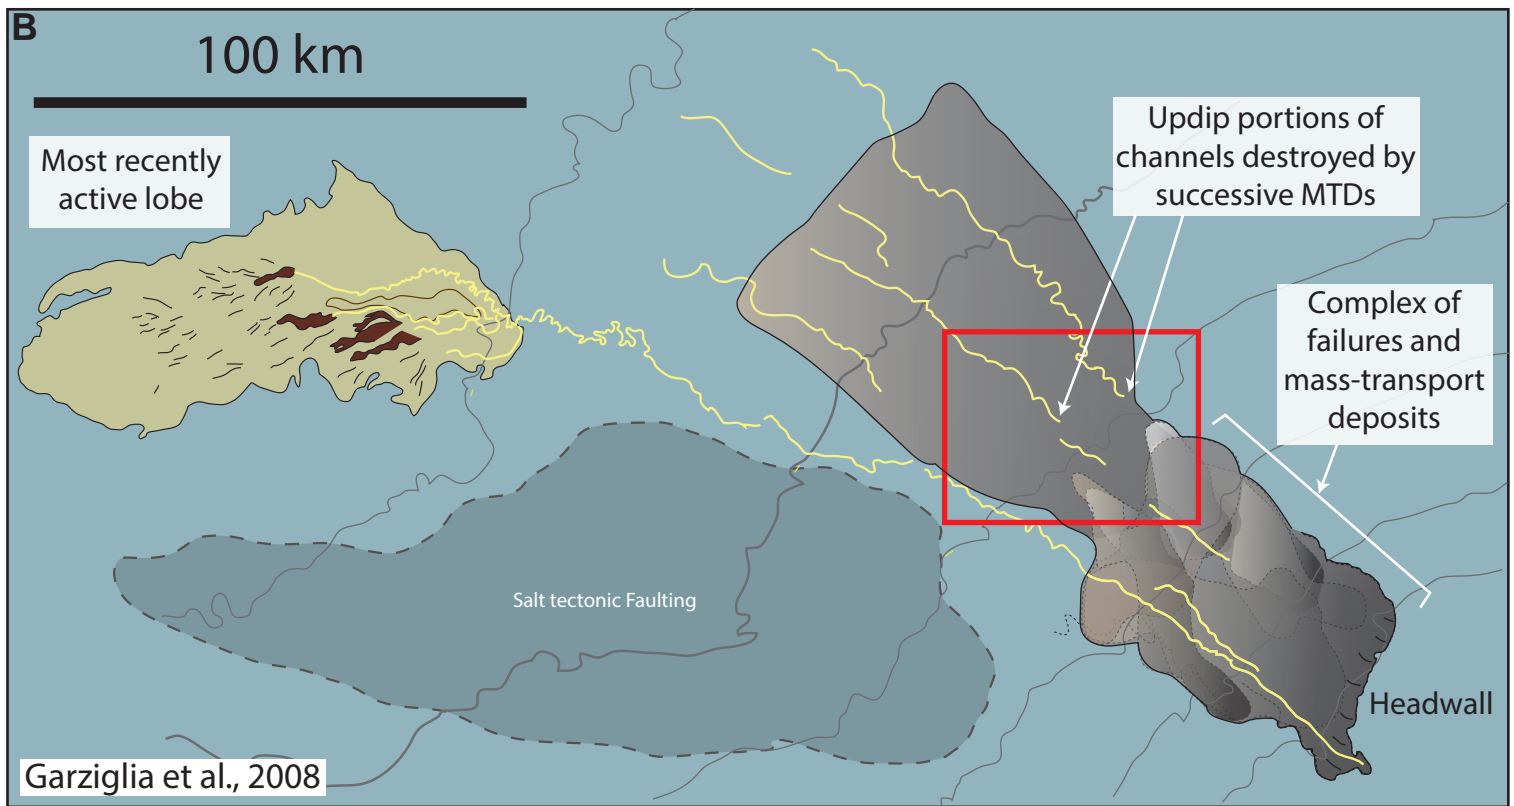 B
100 km
Most recently
active lobe
Updip portions of
channels destroyed by
successive MTDs
Complex of
failures and
mass-transport
deposits
Salt tectonic Faulting
Headwall
Garziglia et al., 2008